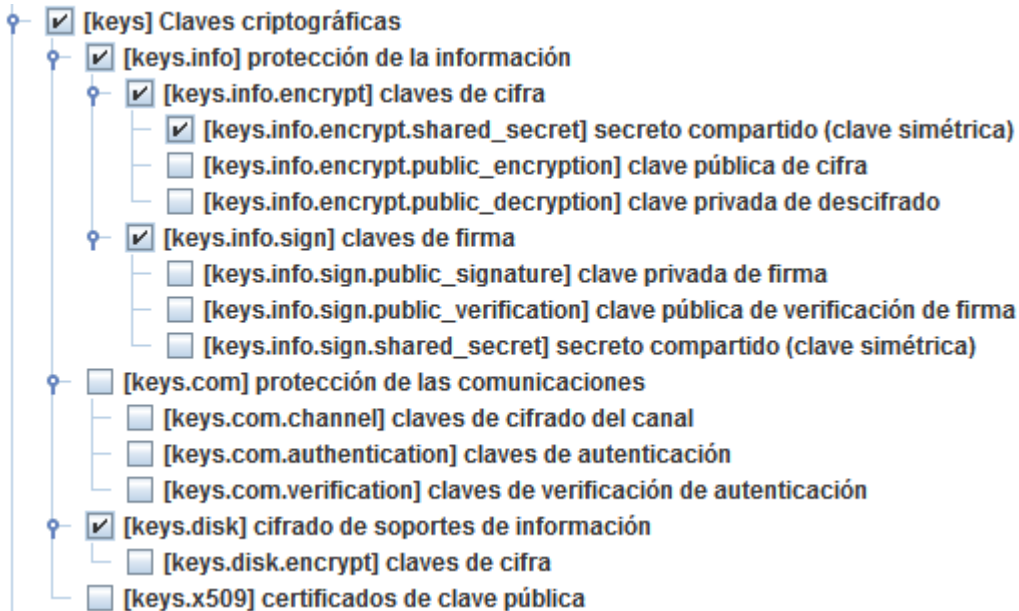 [keys] Claves criptográficas
[keys.info] protección de la información
[keys.info.encrypt] claves de cifra
[keys.info.encrypt.shared_secret] secreto compartido (clave simétrica)
[keys.info.encrypt.public_encryption] clave pública de cifra
[keys.info.encrypt.public_decryption] clave privada de descifrado
[keys.info.sign] claves de firma
[keys.info.sign.public_signature] clave privada de firma
[keys.info.sign.public_verification] clave pública de verificación de firma
[keys.info.sign.shared_secret] secreto compartido (clave simétrica)
[keys.com] protección de las comunicaciones
[keys.com.channel] claves de cifrado del canal
[keys.com.authentication] claves de autenticación
[keys.com.verification] claves de verificación de autenticación
[keys.disk] cifrado de soportes de información
[keys.disk.encrypt] claves de cifra
[keys.x509] certificados de clave pública